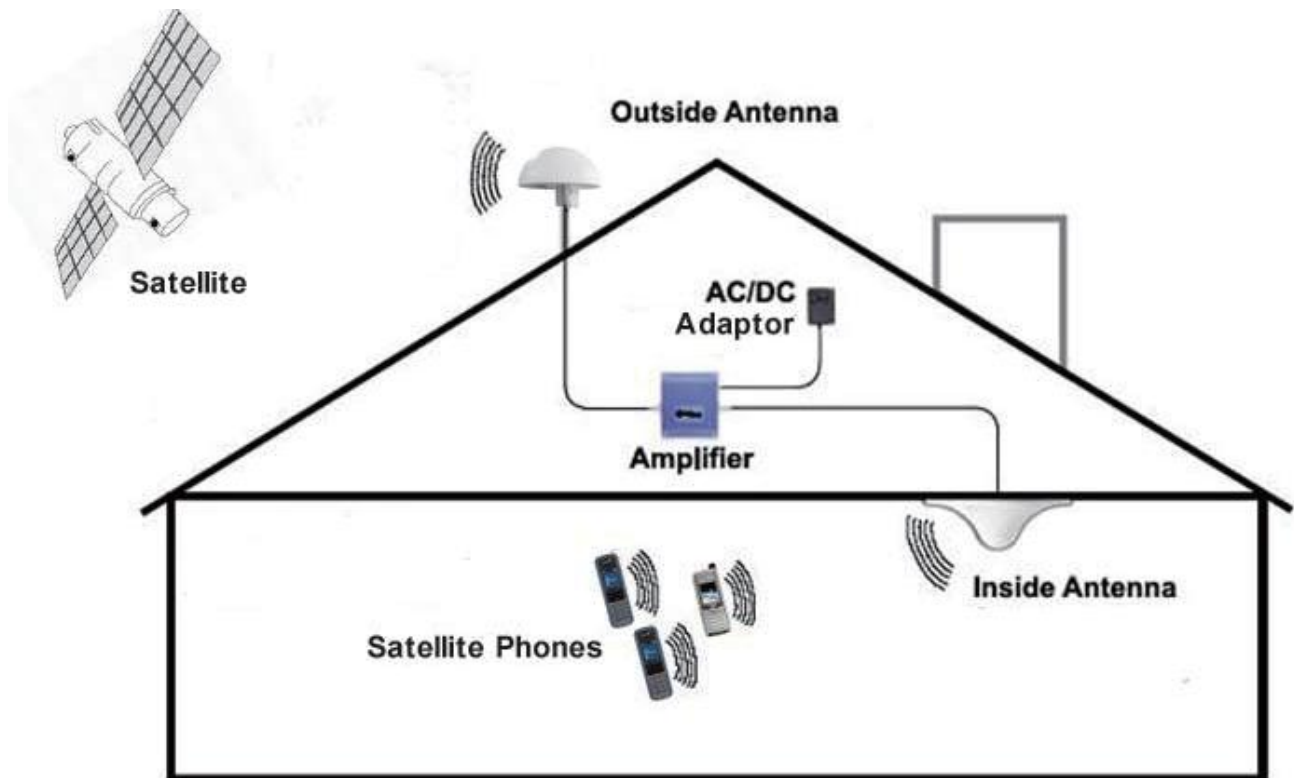 Outside Antenna
Satellite
AC/DC
Adaptor
Amplifier
Inside Antenna
Satellite Phones